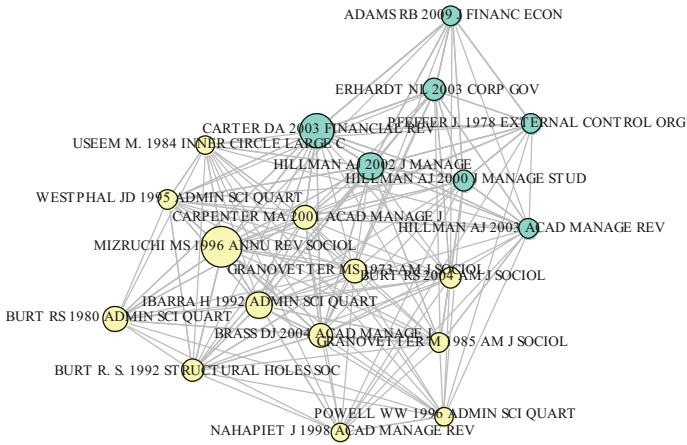 ADAMS RB 2009 J FINANC ECON
ERHARDT NL 2003 CORP GOV
PFEFFER J. 1978 EXTERNAL CONTROL ORG
CARTER DA 2003 FINANCIAL REV
USEEM M. 1984 INNER CIRCLE LARGE C
HILLMAN AJ 2002 J MANAGE
HILLMAN AJ 2000 J MANAGE STUD
WESTPHAL JD 1995 ADMIN SCI QUART
CARPENTER MA 2001 ACAD MANAGE J
HILLMAN AJ 2003 ACAD MANAGE REV
MIZRUCHI MS 1996 ANNU REV SOCIOL
GRANOVETTER MS 1973 AM J SOCIOL
BURT RS 2004 AM J SOCIOL
IBARRA H 1992 ADMIN SCI QUART
BURT RS 1980 ADMIN SCI QUART
BRASS DJ 2004 ACAD MANAGE J
GRANOVETTER M 1985 AM J SOCIOL
BURT R. S. 1992 STRUCTURAL HOLES SOC
POWELL WW 1996 ADMIN SCI QUART
NAHAPIET J 1998 ACAD MANAGE REV